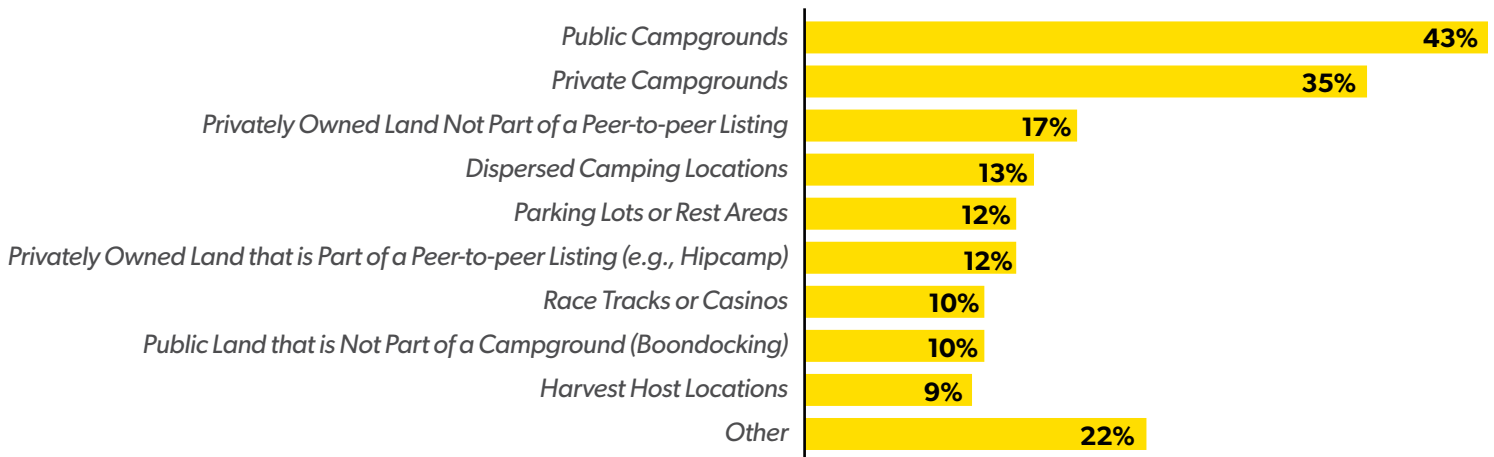 Public Campgrounds 43%
Private Campgrounds 35%
Privately Owned Land Not Part of a Peer-to-peer Listing 17%
Dispersed Camping Locations 13%
Parking Lots or Rest Areas 12%
Privately Owned Land that is Part of a Peer-to-peer Listing (e.g., Hipcamp) 12%
Race Tracks or Casinos 10%
Public Land that is Not Part of a Campground (Boondocking) 10%
Harvest Host Locations 9%
Other 22%